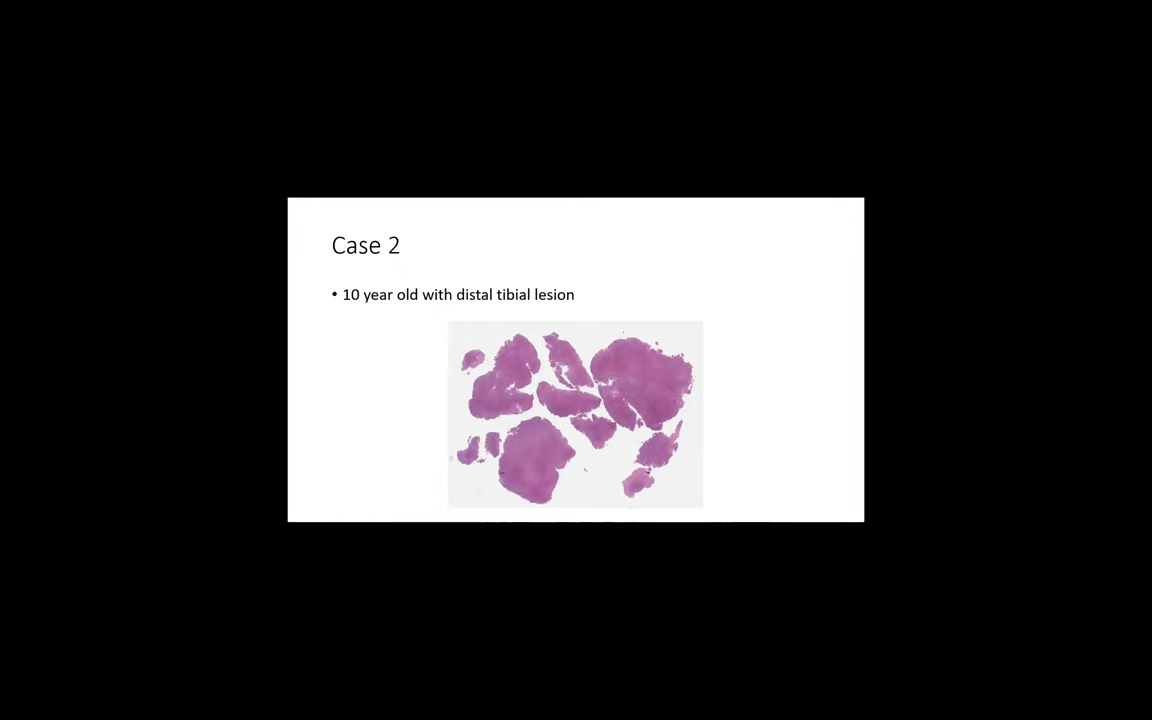 Case 2
• 10 year old with distal tibial lesion